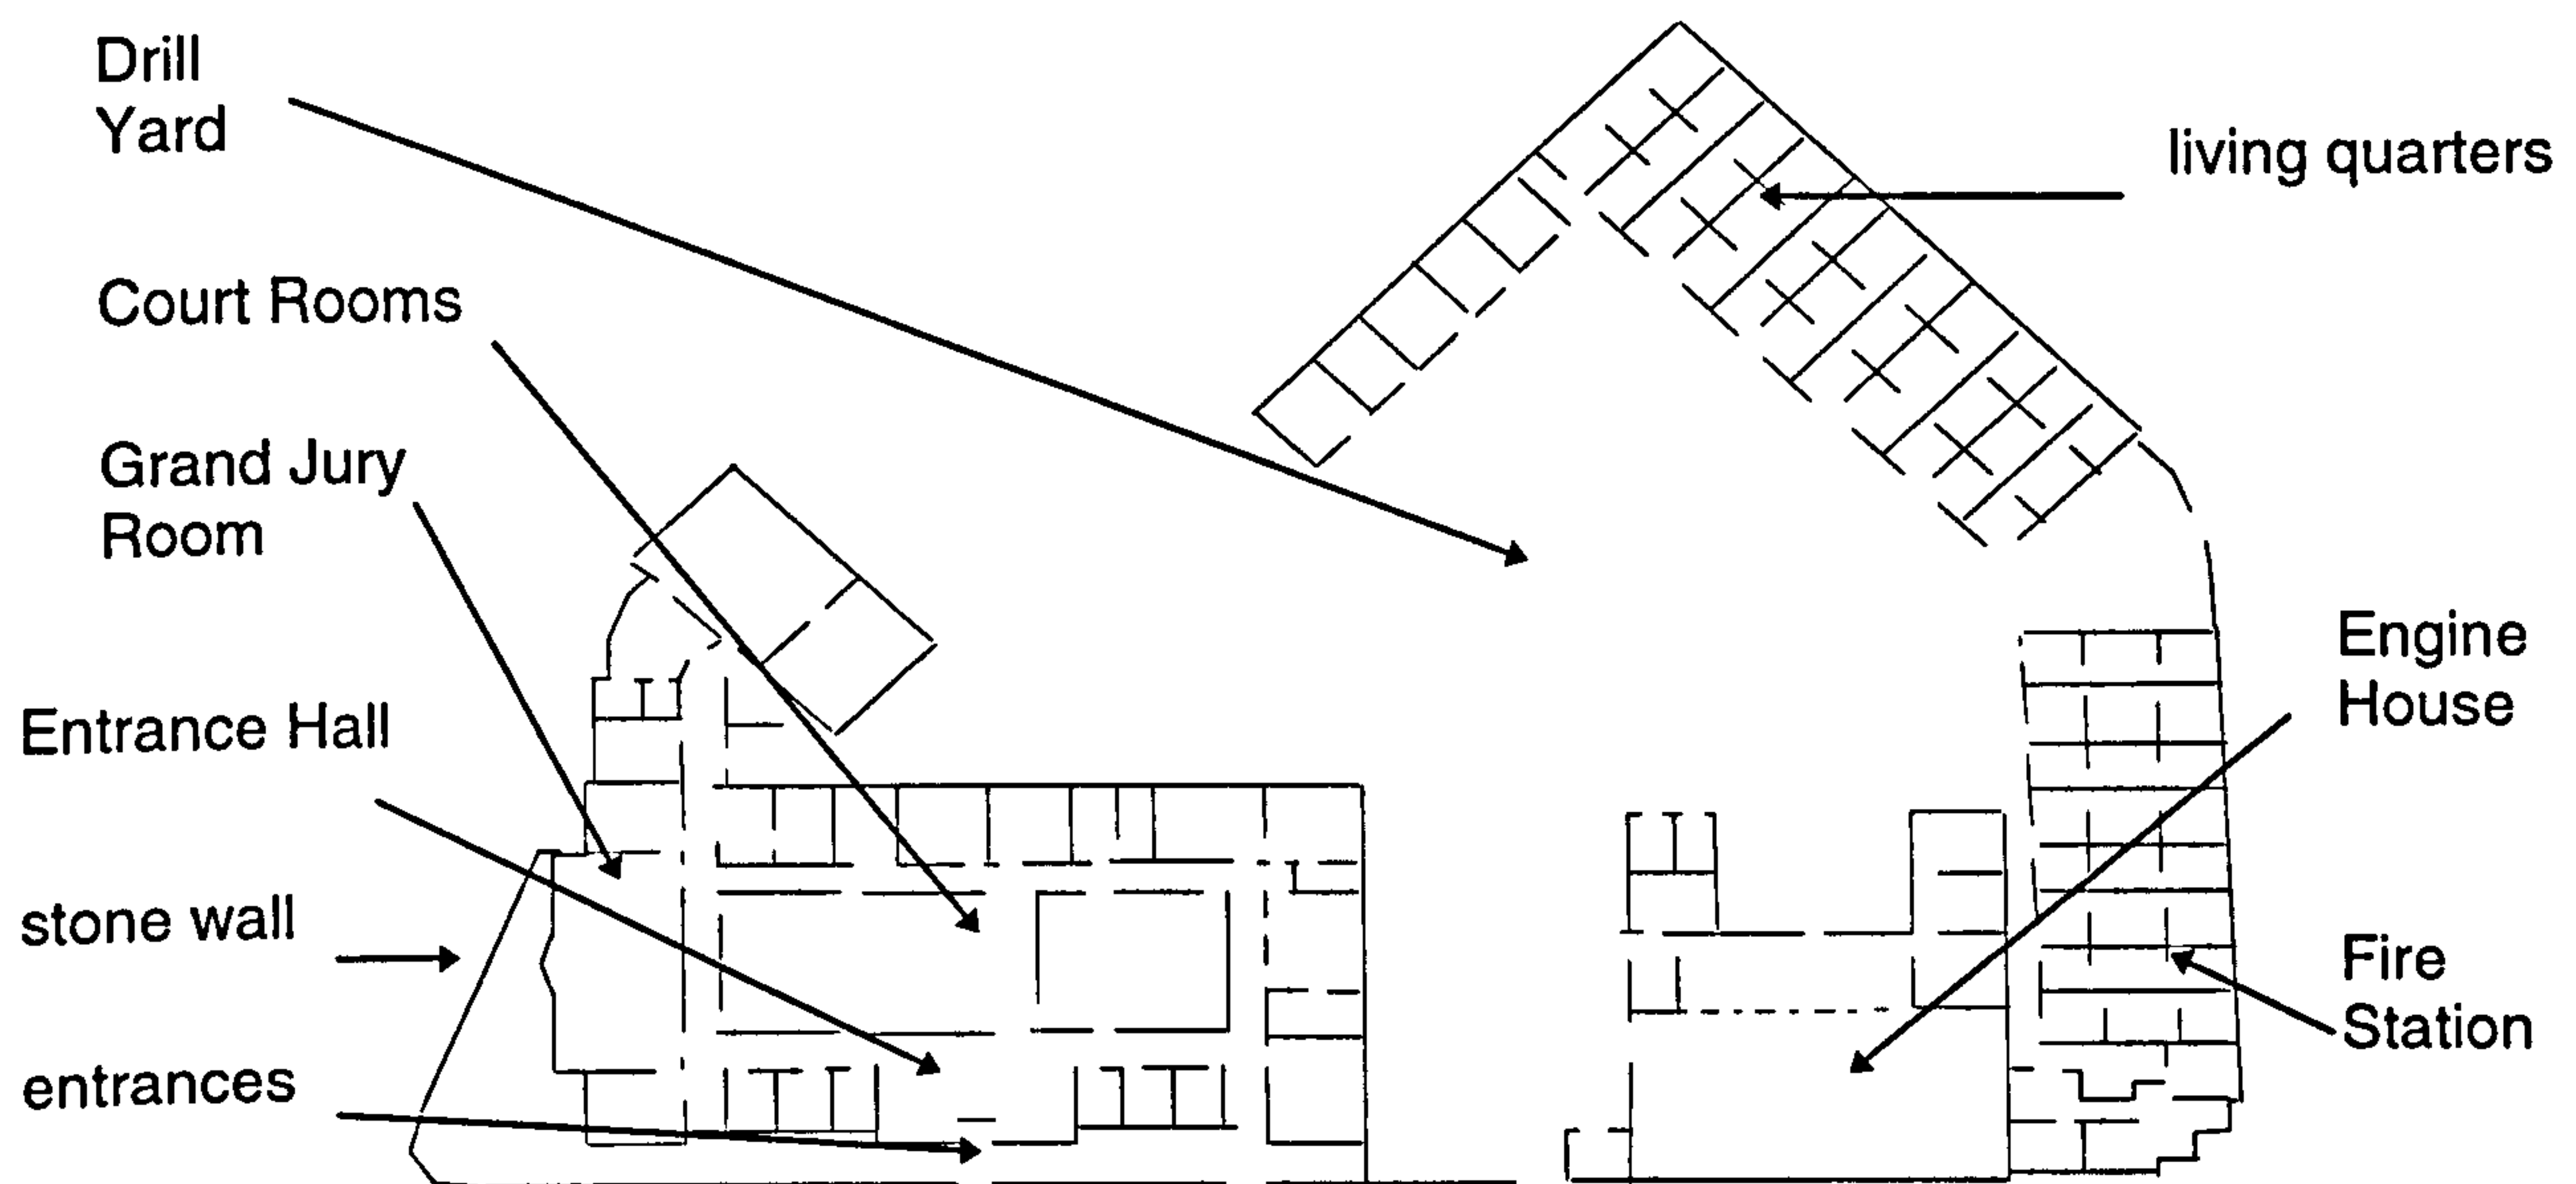 Drill
Yard
living quarters
Court Rooms
Grand Jury
Room
Engine
House
Entrance Hall
stone wall
Fire
Station
entrances